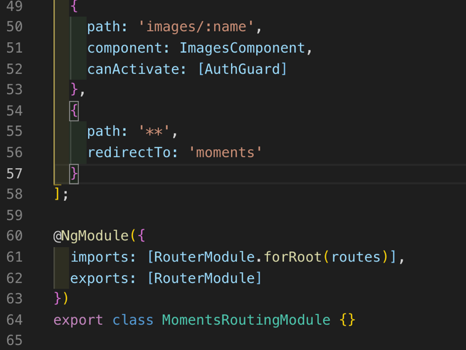 49 {
50 path: 'images/:name',
51 component: ImagesComponent,
52 canActivate: [AuthGuard]
53 },
54 {
55 path: '**',
56 redirectTo: 'moments'
57 }
58 ];
59
60 @NgModule({
61 imports: [RouterModule.forRoot(routes)],
62 exports: [RouterModule]
63 })
64 export class MomentsRoutingModule {}
65